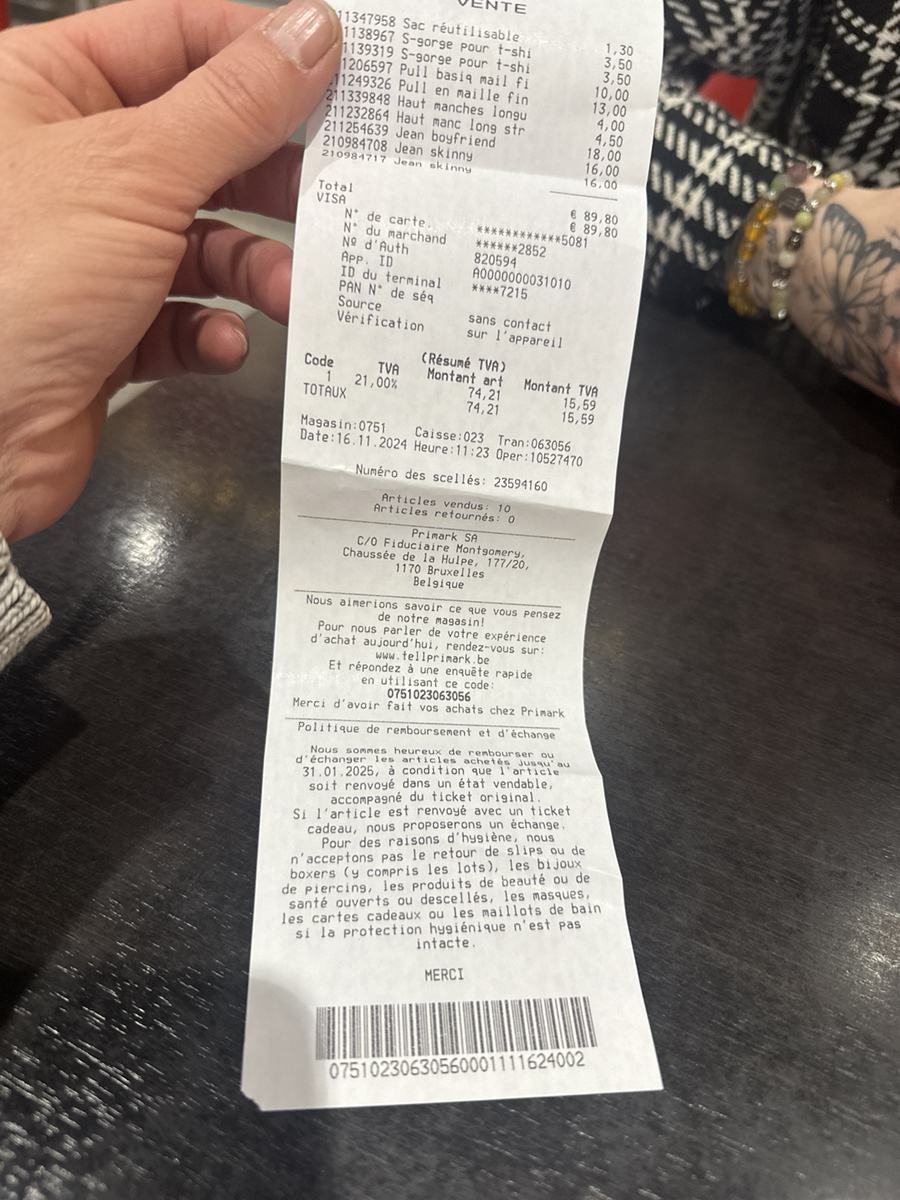 VENTE
11347958 Sac réutilisable 1,30
1138967 S-gorge pour t-shi 3,50
1139319 S-gorge pour t-shi 3,50
1206597 Pull basiq mail fi 10,00
11249326 Pull en maille fin 13,00
211339848 Haut manches longu 4,00
211232864 Haut manc long str 4,50
211254639 Jean boyfriend 18,00
210984708 Jean skinny 16,00
210984717 Jean skinny 16,00
Total € 89,80
VISA € 89,80
N° de carte ************5081
N° du marchand ******2852
Nº d'Auth 820594
App. ID A0000000031010
ID du terminal ****7215
PAN N° de séq
Source sans contact
Vérification sur l'appareil
(Résumé TVA)
Code TVA Montant art Montant TVA
1 21,00% 74,21 15,59
TOTAUX 74,21 15,59
Magasin:0751 Caisse:023 Tran:063056
Date:16.11.2024 Heure:11:23 Oper:10527470
Numéro des scellés: 23594160
Articles vendus: 10
Articles retournés: 0
Primark SA
C/O Fiduciaire Montgomery,
Chaussée de la Hulpe, 177/20,
1170 Bruxelles
Belgique
Nous aimerions savoir ce que vous pensez
de notre magasin!
Pour nous parler de votre expérience
d'achat aujourd'hui, rendez-vous sur:
www.tellprimark.be
Et répondez à une enquête rapide
en utilisant ce code:
0751023063056
Merci d'avoir fait vos achats chez Primark
Politique de remboursement et d'échange
Nous sommes heureux de rembourser ou
d'échanger les articles achetés jusqu'au
31.01.2025, à condition que l'article
soit renvoyé dans un état vendable,
accompagné du ticket original.
Si l'article est renvoyé avec un ticket
cadeau, nous proposerons un échange.
Pour des raisons d'hygiène, nous
n'acceptons pas le retour de slips ou de
boxers (y compris les lots), les bijoux
de piercing, les produits de beauté ou de
santé ouverts ou descellés, les masques,
les cartes cadeaux ou les maillots de bain
si la protection hygiénique n'est pas
intacte.
MERCI
07510230630560001111624002